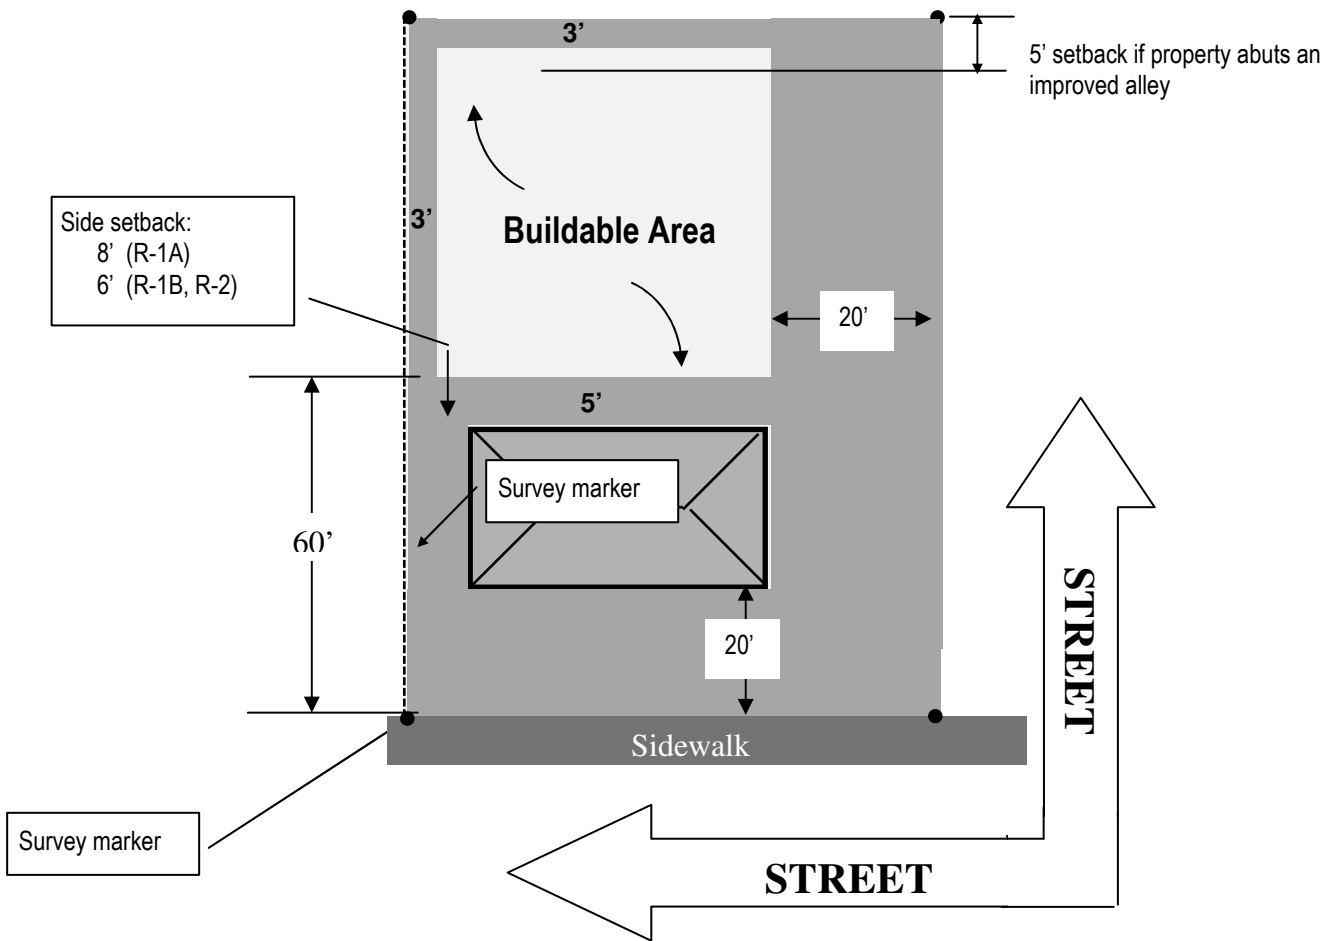 3’
5’ setback if property abuts an
improved alley
Side setback:
8’ (R-1A)
6’ (R-1B, R-2)
3’
Buildable Area
20’
5’
Survey marker
60’
STREET
20’
Sidewalk
Survey marker
STREET